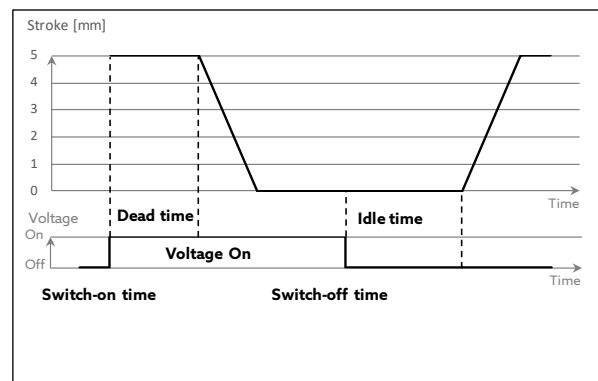 Stroke [mm]
5
4
3
2
1
0
Time
Dead time
Idle time
Voltage
On
Voltage On
Off
Time
Switch-on time
Switch-off time